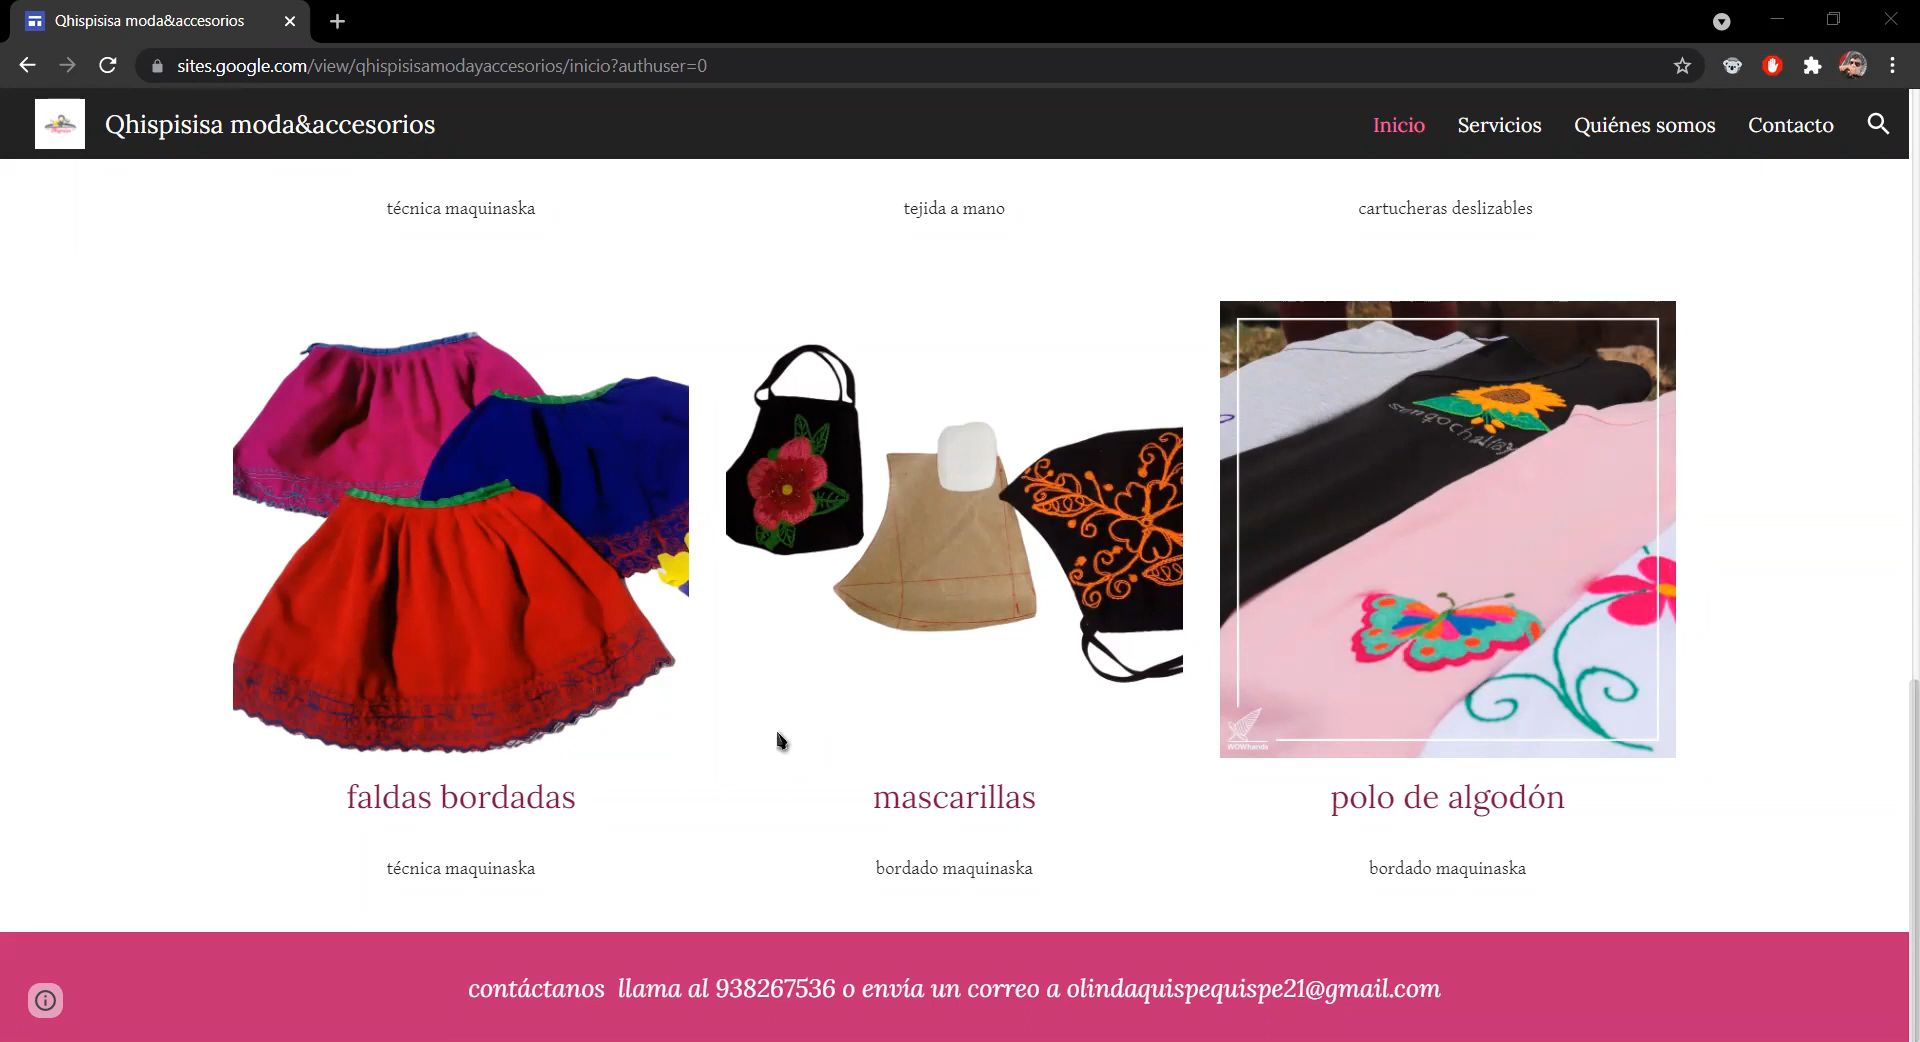 Qhispisisa moda&accesorios
sites.google.com/view/qhispisisamodayaccesorios/inicio?authuser=0
Qhispisisa moda&accesorios
Inicio
Servicios
Quiénes somos
Contacto
técnica maquinaska
tejida a mano
cartucheras deslizables
WOWhands
faldas bordadas
mascarillas
polo de algodón
técnica maquinaska
bordado maquinaska
bordado maquinaska
contáctanos llama al 938267536 o envía un correo a olindaquispequispe21@gmail.com